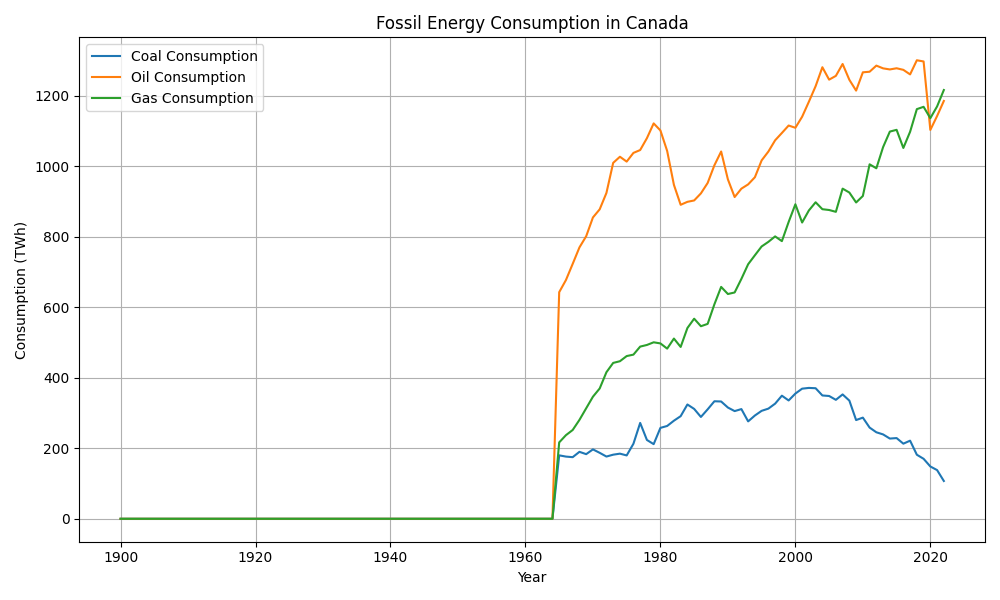 Fossil Energy Consumption in Canada
Coal Consumption
Oil Consumption
Gas Consumption
Consumption (TWh)
1200
1000
800
600
400
200
0
1900
1920
1940
1960
1980
2000
2020
Year